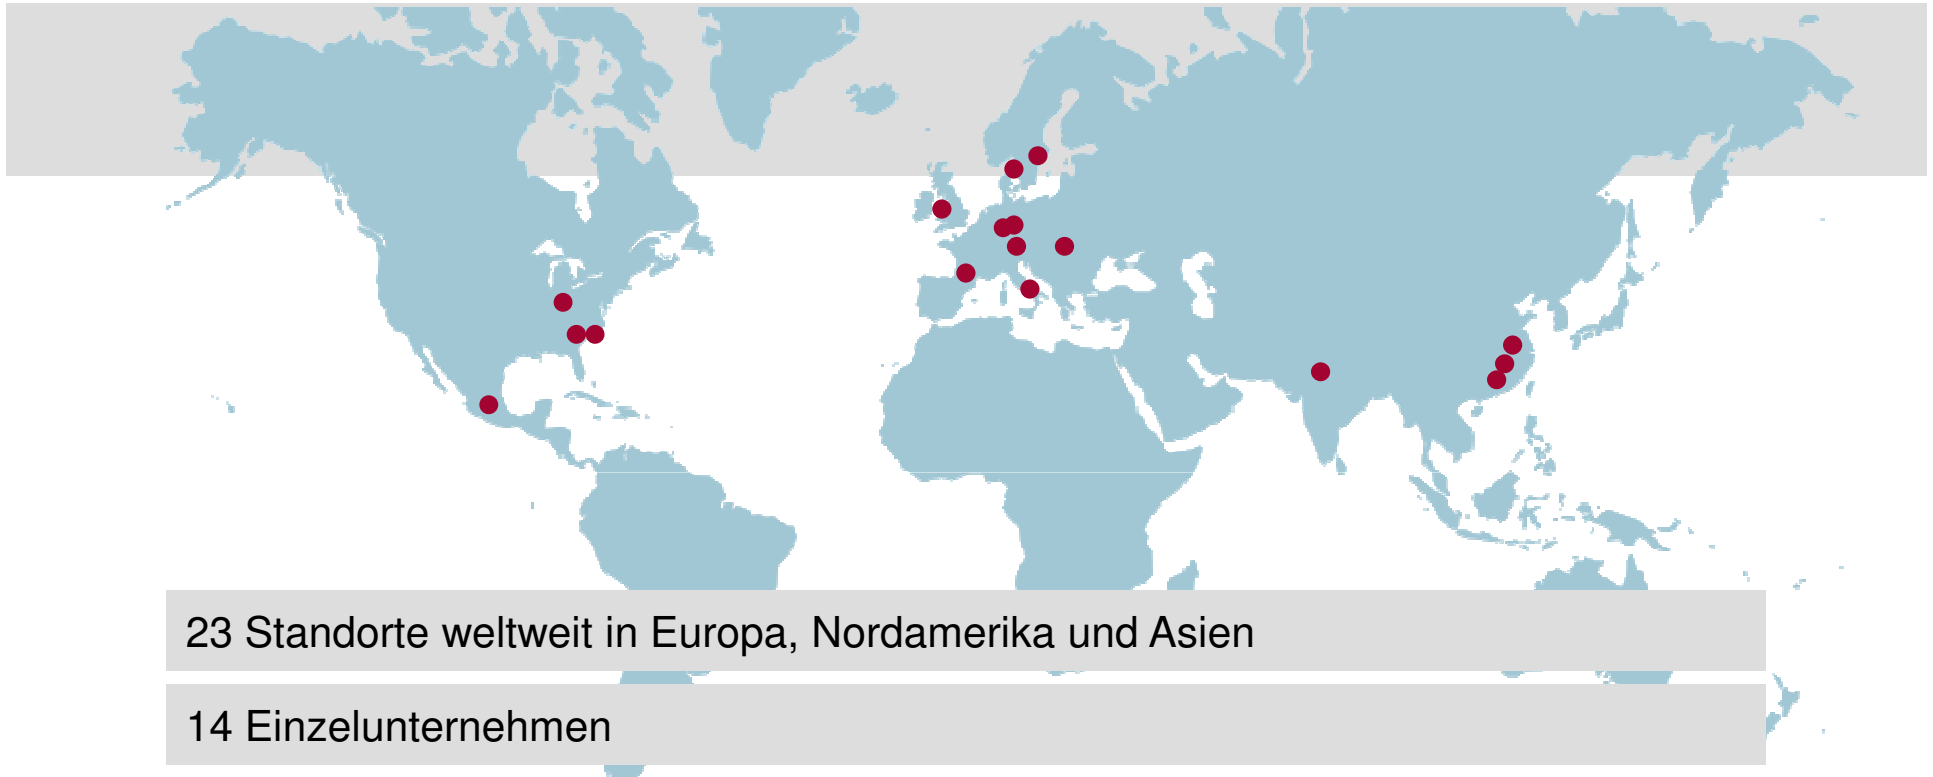 23 Standorte weltweit in Europa, Nordamerika und Asien
14 Einzelunternehmen